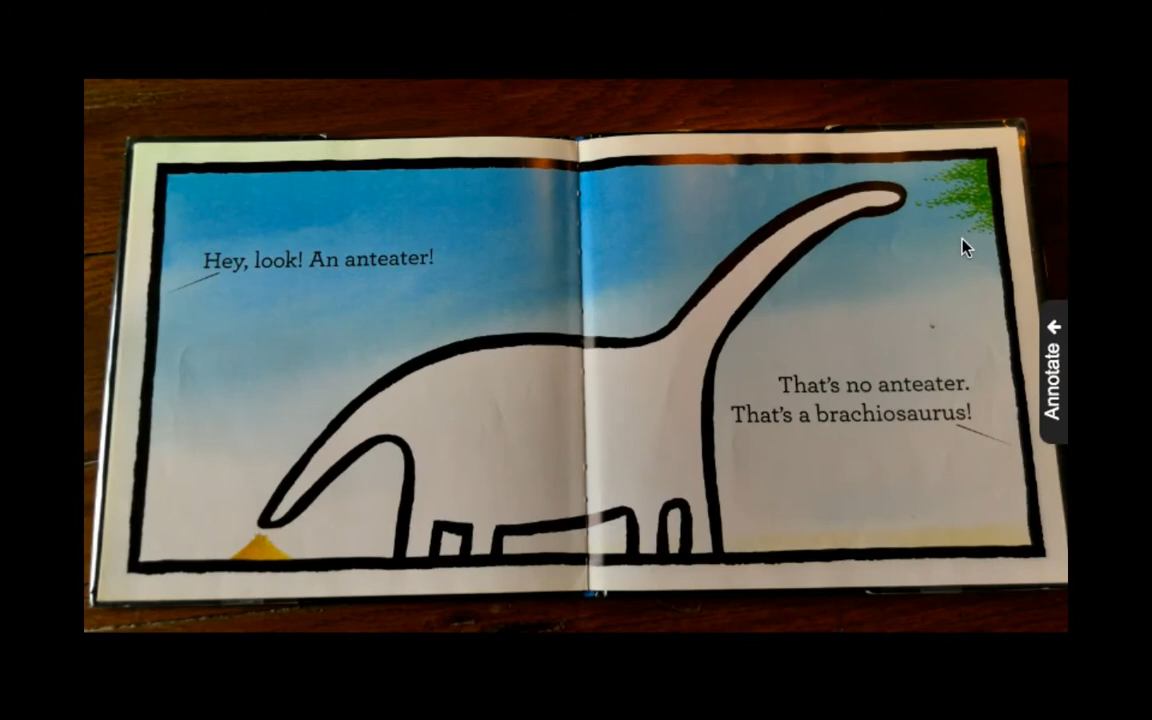 Hey, look! An anteater!
That's no anteater.
That's a brachiosaurus!
Annotate